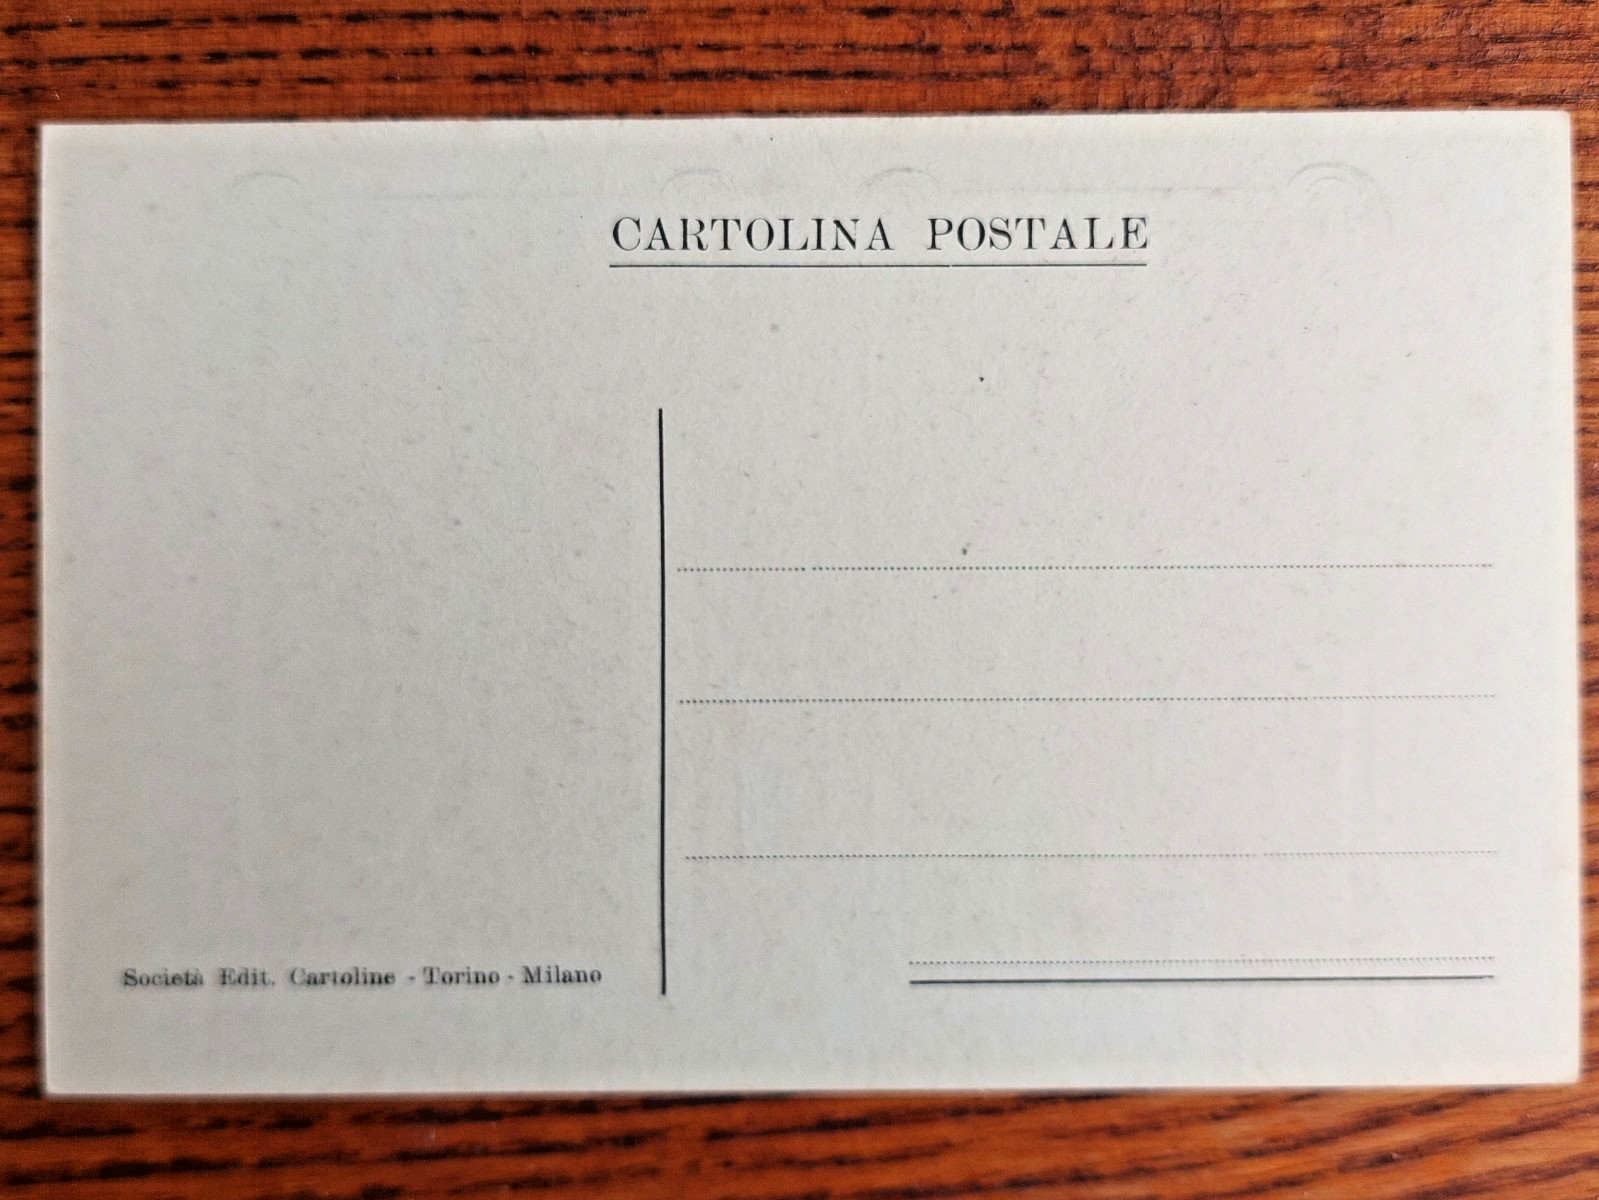 CARTOLINA POSTALE
Società Edit. Cartoline - Torino - Milano